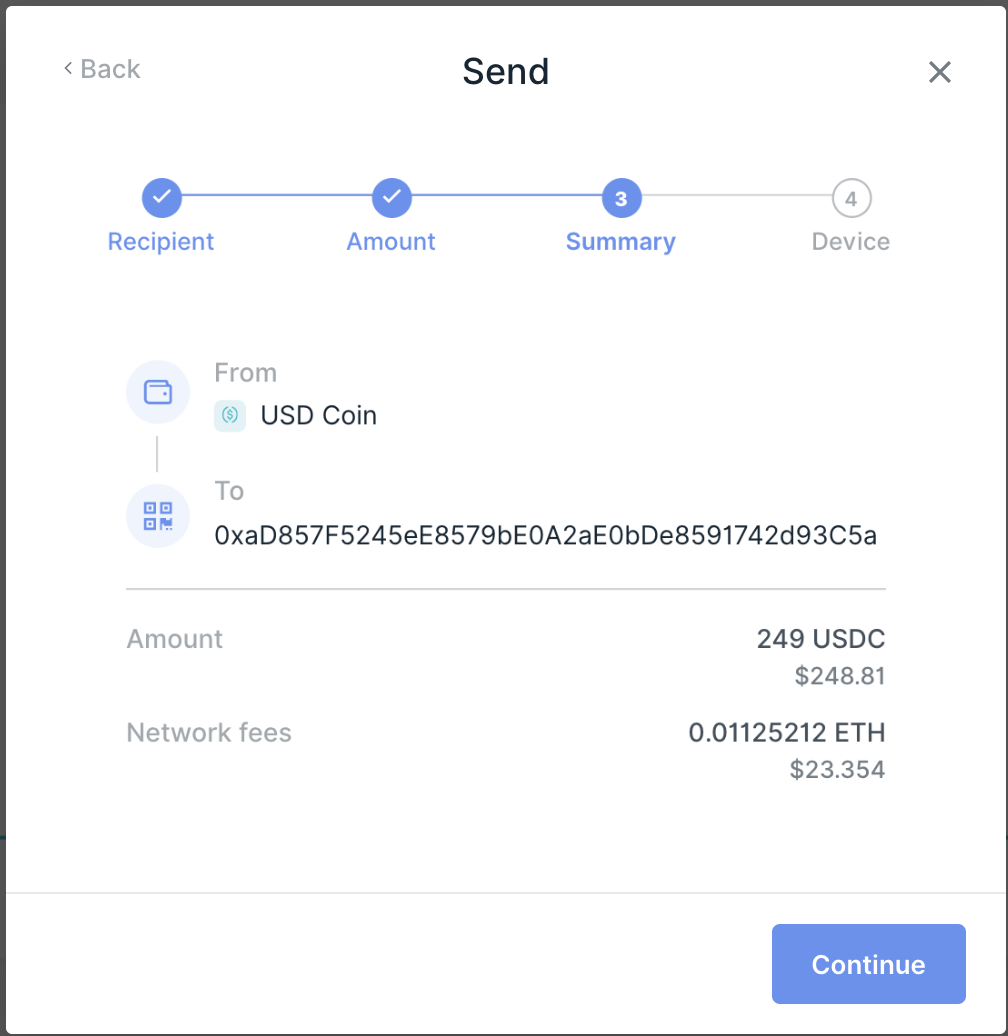 Back
Send
3
4
Recipient
Amount
Summary
Device
From
USD Coin
To
0xaD857F5245eE8579bE0A2aE0bDe8591742d93C5a
Amount
249 USDC
$248.81
Network fees
0.01125212 ETH
$23.354
Continue